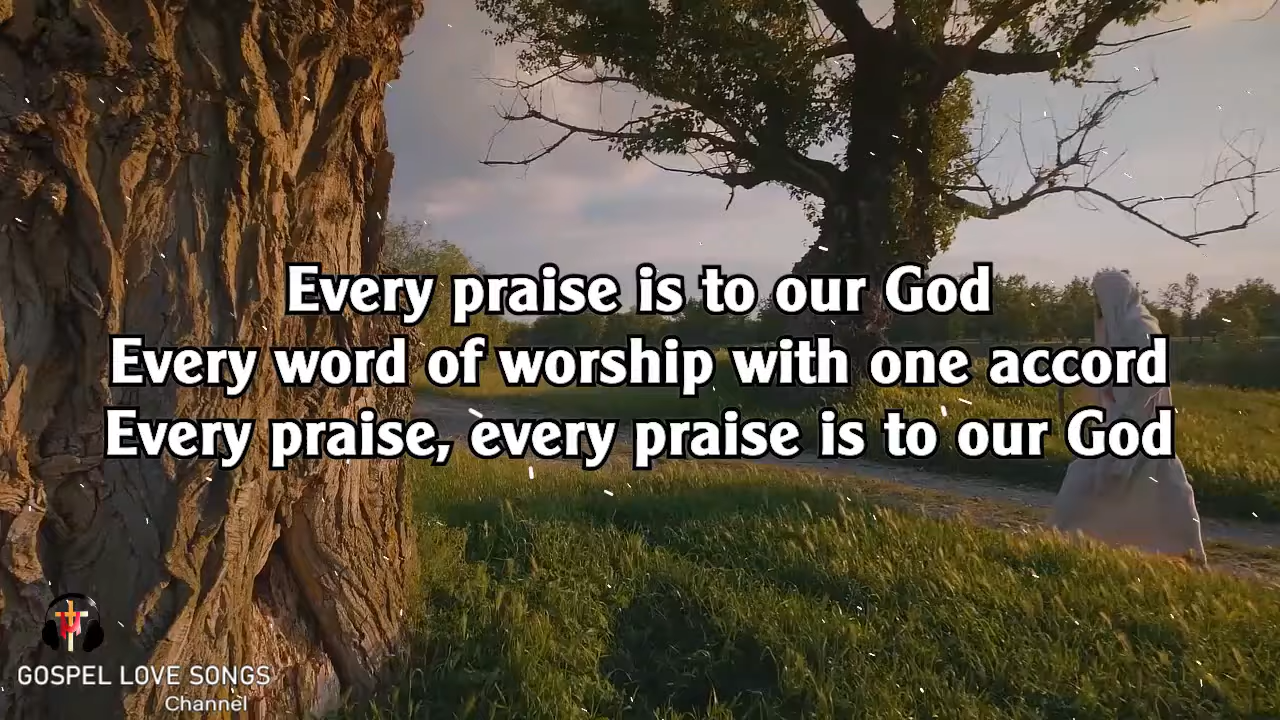 Every praise is to our God
Every word of worship with one accord
Every praise, every praise is to our God
GOSPEL LOVE SONGS
Channel